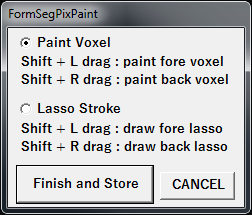 FormSegPixPaint
Paint Voxel
Shift + L drag : paint fore voxel
Shift + R drag : paint back voxel
Lasso Stroke
Shift + L drag : draw fore lasso
Shift + R drag : draw back lasso
Finish and Store
CANCEL